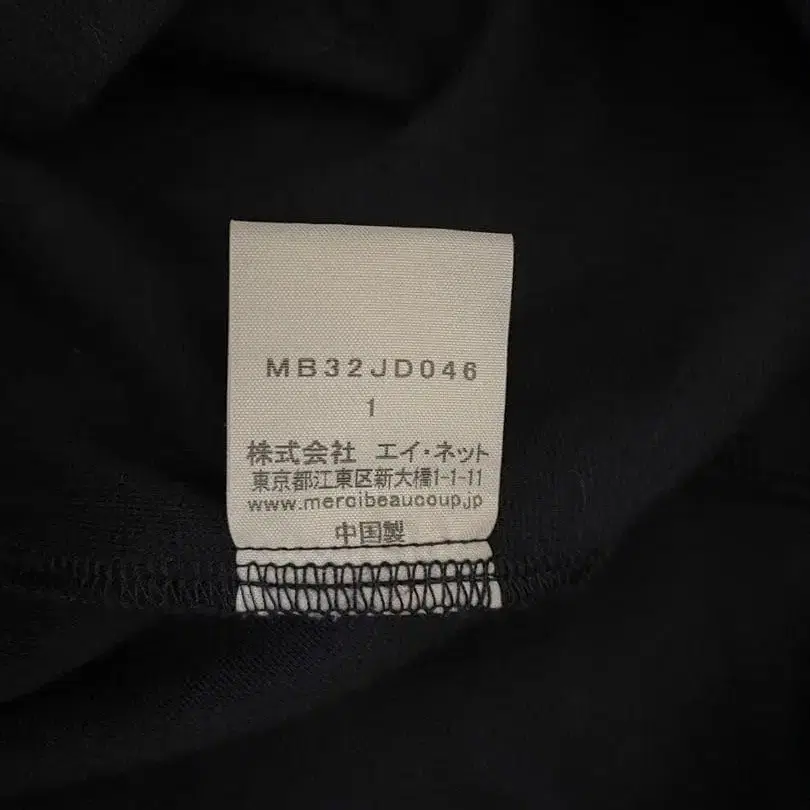 MB32JD046
1
株式会社 エイ・ネット
東京都江東区新大橋1-1-11
www.mercibeaucoup.jp
中国製